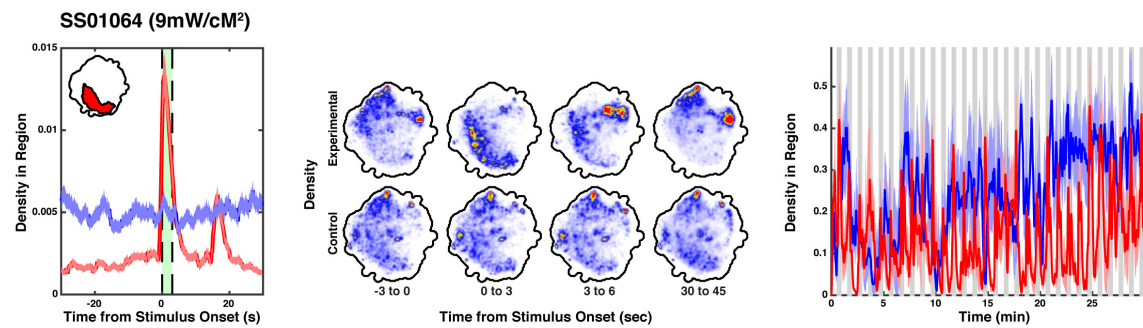 SS01064 (9mW/cM²)
Density in Region
0.015
0.01
0.005
0
-20
0
20
Time from Stimulus Onset (s)
Density
Experimental
Control
-3 to 0
0 to 3
3 to 6
30 to 45
Time from Stimulus Onset (sec)
Density in Region
0.5
0.4
0.3
0.2
0.1
0
0
5
10
15
20
25
Time (min)